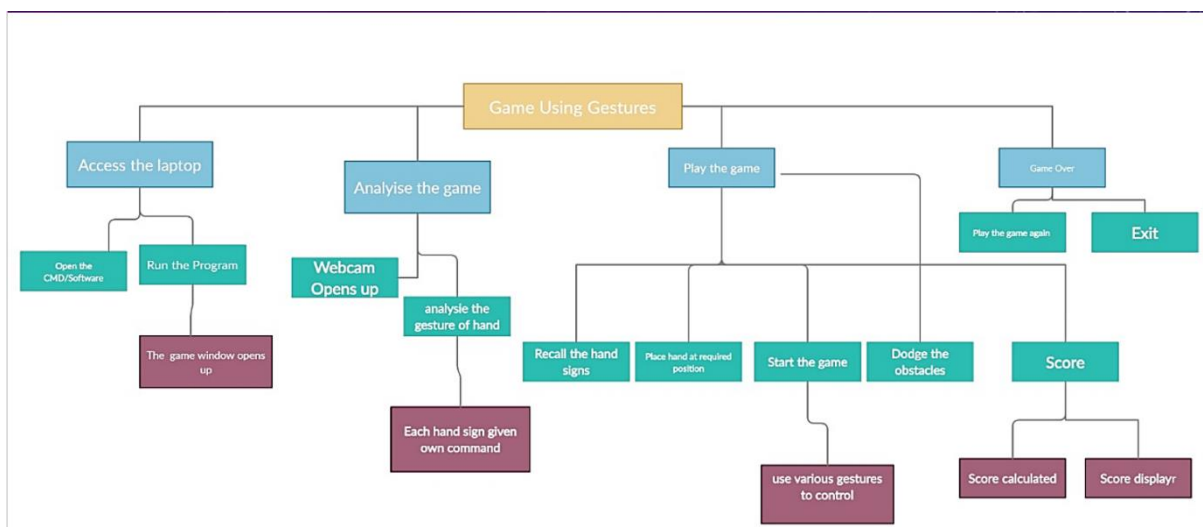 Game Using Gestures
Access the laptop
Analyise the game
Play the game
Game Over
Open the
CMD/Software
Run the Program
Webcam
Opens up
analysie the
gesture of hand
Play the game again
Exit
The game window opens
up
Recall the hand
signs
Place hand at required
position
Start the game
Dodge the
obstacles
Score
Each hand sign given
own command
use various gestures
to control
Score calculated
Score displayr